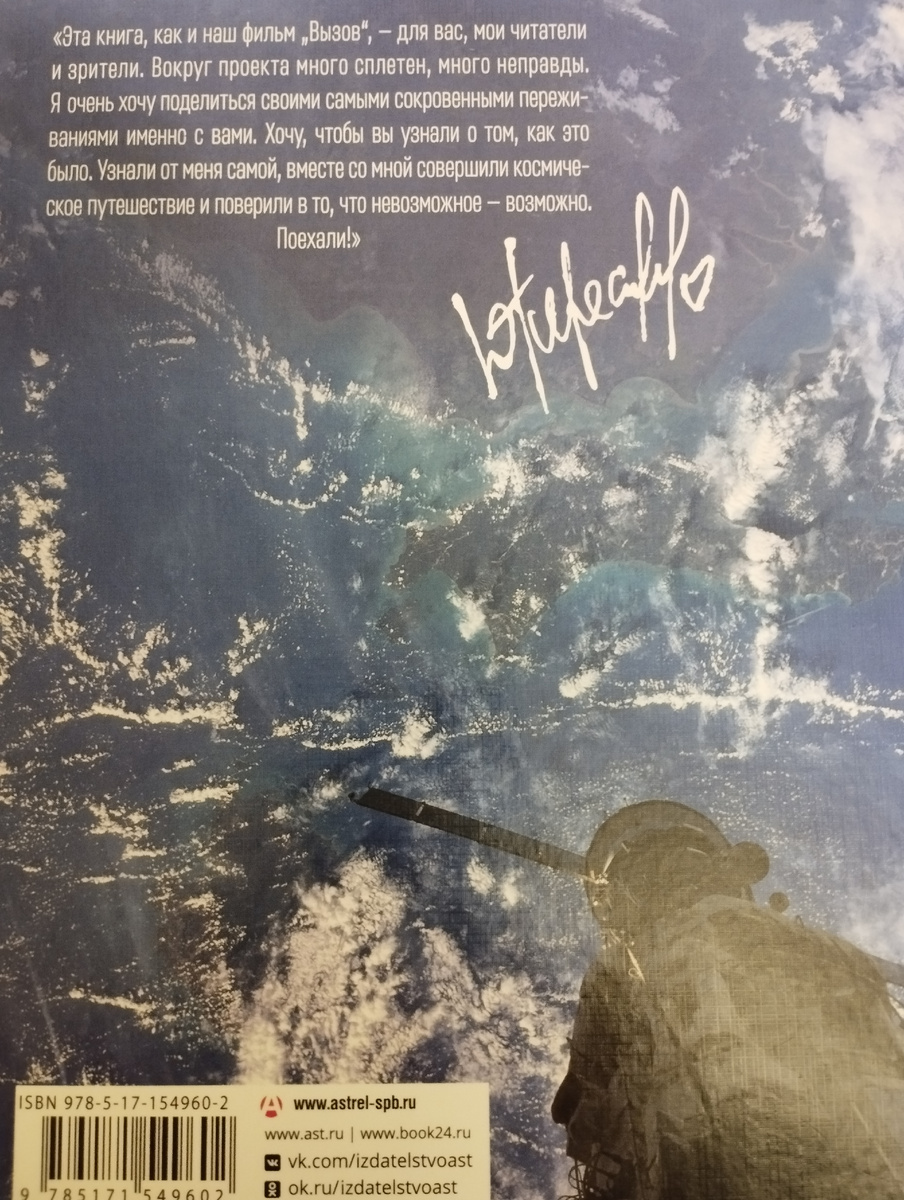 «Эта книга, как и наш фильм „Вызов“, – для вас, мои читатели
и зрители. Вокруг проекта много сплетен, много неправды.
Я очень хочу поделиться своими самыми сокровенными пережи-
ваниями именно с вами. Хочу, чтобы вы узнали о том, как это
было. Узнали от меня самой, вместе со мной совершили космиче-
ское путешествие и поверили в то, что невозможное – возможно.
Поехали!»
ISBN 978-5-17-154960-2
9 785171 549602
www.astrel-spb.ru
www.ast.ru | www.book24.ru
vk.com/izdatelstvoast
ok.ru/izdatelstvoast